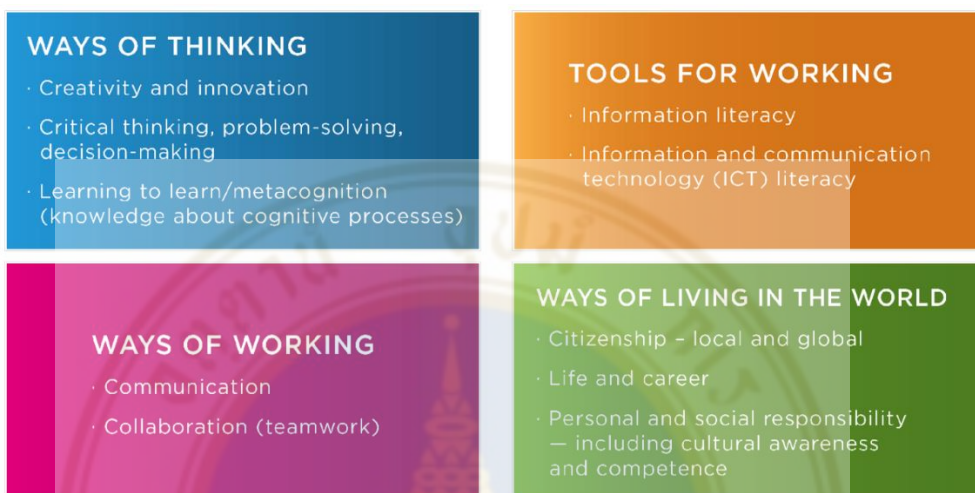 WAYS OF THINKING
· Creativity and innovation
· Critical thinking, problem-solving,
decision-making
· Learning to learn/metacognition
(knowledge about cognitive processes)
TOOLS FOR WORKING
· Information literacy
· Information and communication
technology (ICT) literacy
WAYS OF WORKING
· Communication
· Collaboration (teamwork)
WAYS OF LIVING IN THE WORLD
· Citizenship – local and global
· Life and career
· Personal and social responsibility
— including cultural awareness
and competence